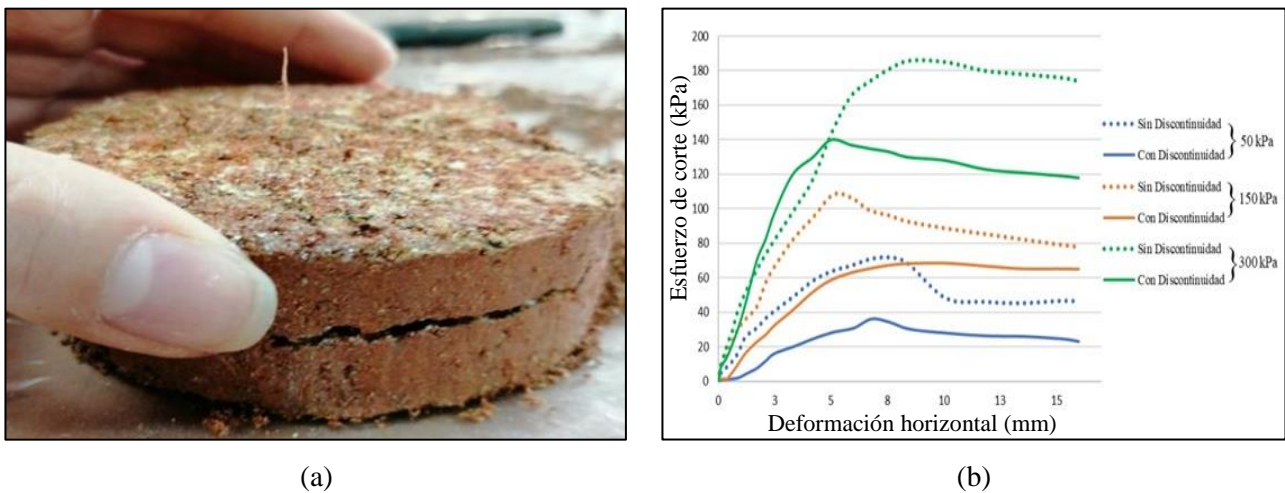 Esfuerzo de corte (kPa)
200
180
160
140
120
100
80
60
40
20
0
0 3 5 8 10 13 15
Deformación horizontal (mm)
Sin Discontinuidad
Con Discontinuidad
50 kPa
Sin Discontinuidad
Con Discontinuidad
150 kPa
Sin Discontinuidad
Con Discontinuidad
300 kPa
(a) (b)